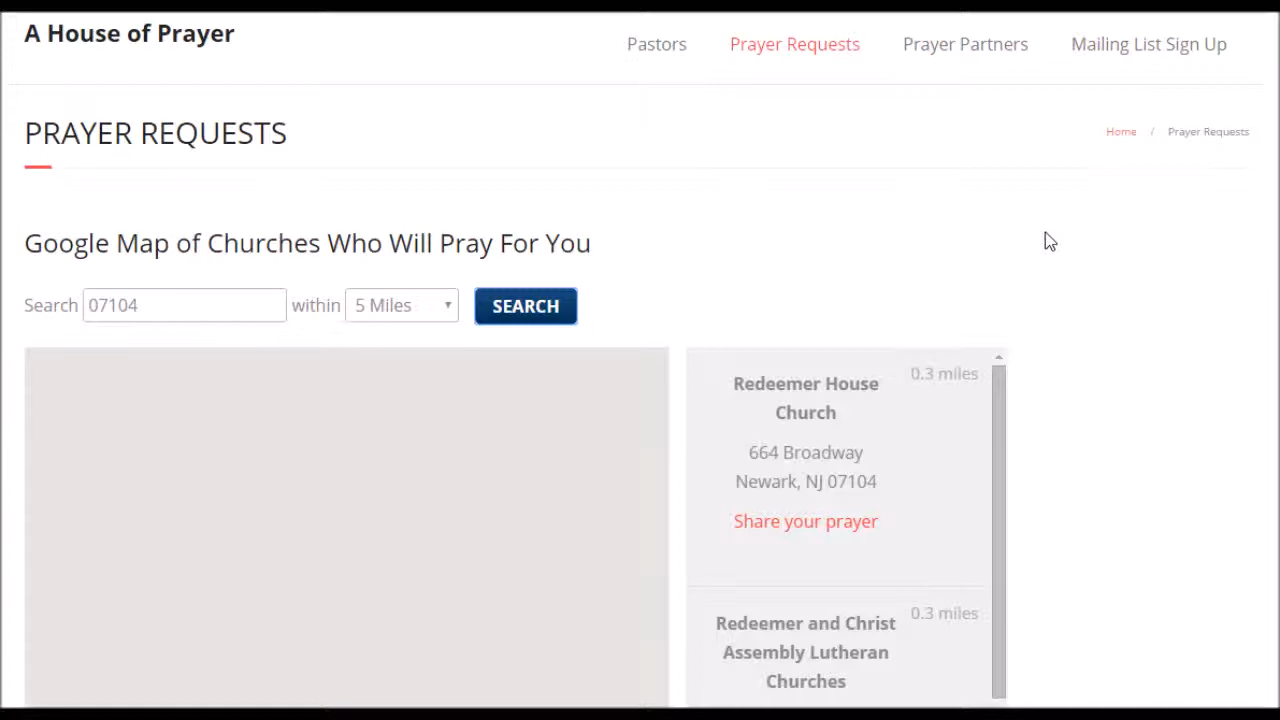 A House of Prayer
Pastors Prayer Requests Prayer Partners Mailing List Sign Up
PRAYER REQUESTS
Home / Prayer Requests
Google Map of Churches Who Will Pray For You
Search 07104 within 5 Miles SEARCH
0.3 miles
Redeemer House
Church
664 Broadway
Newark, NJ 07104
Share your prayer
0.3 miles
Redeemer and Christ
Assembly Lutheran
Churches